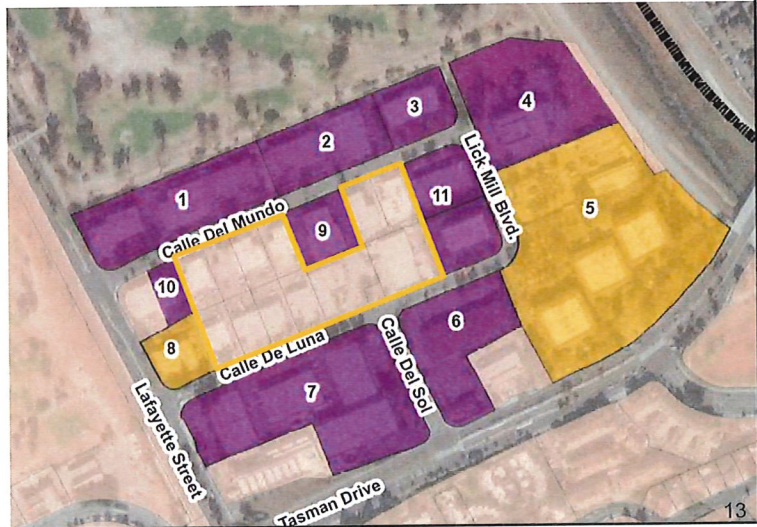 3
4
2
Lick Mill Blvd.
1
11
5
Calle Del Mundo
9
10
6
8
Calle De Luna
Calle Del Sol
7
Lafayette Street
Tasman Drive
13